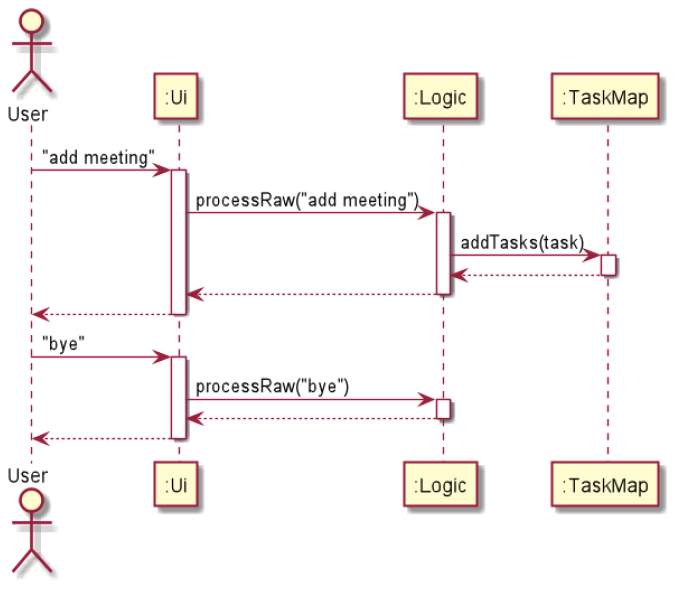 User
:Ui
:Logic
:TaskMap
"add meeting"
processRaw("add meeting")
addTasks(task)
"bye"
processRaw("bye")
User
:Ui
:Logic
:TaskMap